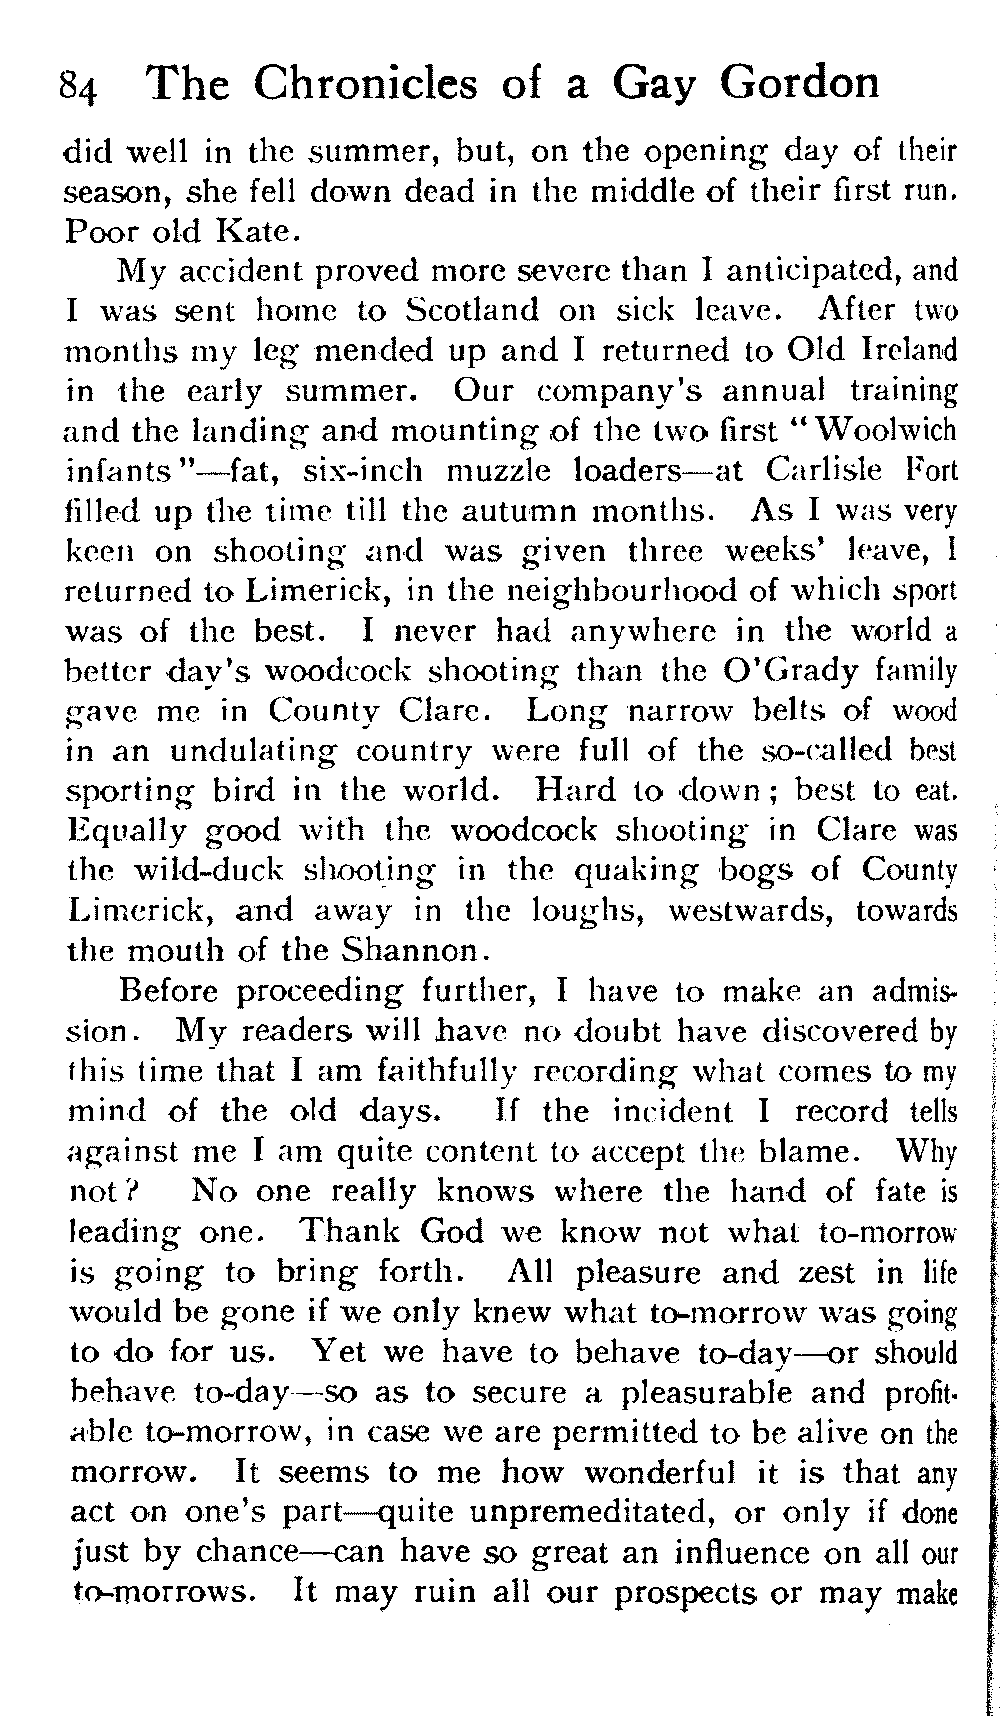 84 The Chronicles of a Gay Gordon
did well in the summer, but, on the opening day of their
season, she fell down dead in the middle of their first run.
Poor old Kate.
My accident proved more severe than I anticipated, and
I was sent home to Scotland on sick leave. After two
months my leg mended up and I returned to Old Ireland
in the early summer. Our company's annual training
and the landing and mounting of the two first "Woolwich
infants"—fat, six-inch muzzle loaders—at Carlisle Fort
filled up the time till the autumn months. As I was very
keen on shooting and was given three weeks' leave, I
returned to Limerick, in the neighbourhood of which sport
was of the best. I never had anywhere in the world a
better day's woodcock shooting than the O'Grady family
gave me in County Clare. Long narrow belts of wood
in an undulating country were full of the so-called best
sporting bird in the world. Hard to down; best to eat.
Equally good with the woodcock shooting in Clare was
the wild-duck shooting in the quaking bogs of County
Limerick, and away in the loughs, westwards, towards
the mouth of the Shannon.
Before proceeding further, I have to make an admis-
sion. My readers will have no doubt have discovered by
this time that I am faithfully recording what comes to my
mind of the old days. If the incident I record tells
against me I am quite content to accept the blame. Why
not? No one really knows where the hand of fate is
leading one. Thank God we know not what to-morrow
is going to bring forth. All pleasure and zest in life
would be gone if we only knew what to-morrow was going
to do for us. Yet we have to behave to-day—or should
behave to-day—so as to secure a pleasurable and profit-
able to-morrow, in case we are permitted to be alive on the
morrow. It seems to me how wonderful it is that any
act on one's part—quite unpremeditated, or only if done
just by chance—can have so great an influence on all our
to-morrows. It may ruin all our prospects or may make